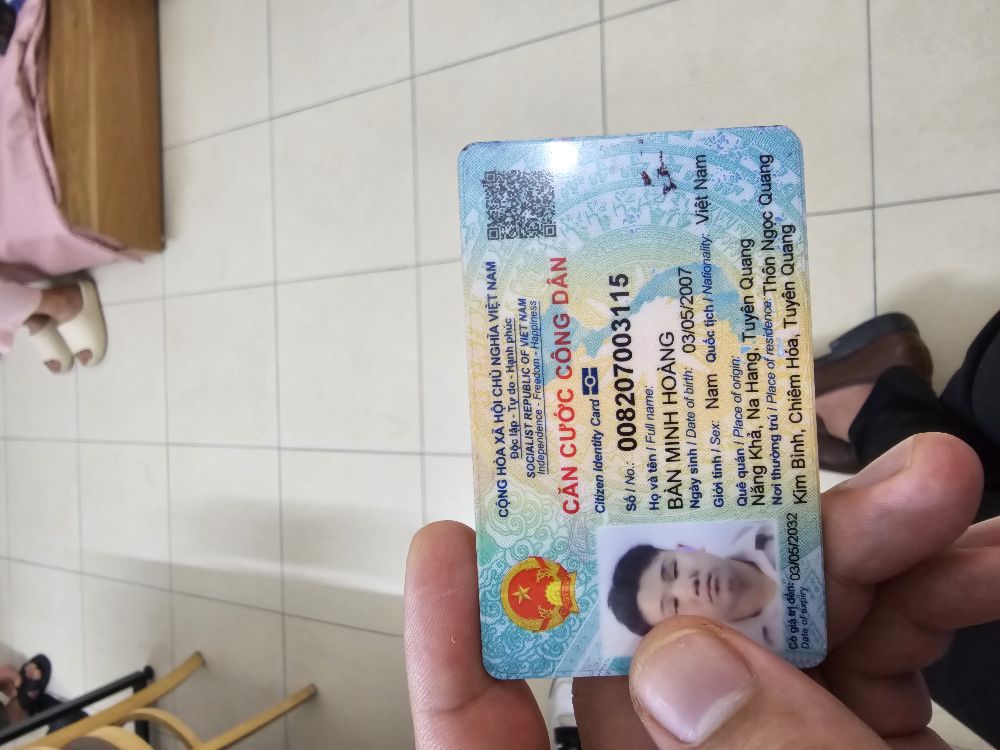 CỘNG HÒA XÃ HỘI CHỦ NGHĨA VIỆT NAM
Độc lập - Tự do - Hạnh phúc
SOCIALIST REPUBLIC OF VIET NAM
Independence - Freedom - Happiness
CĂN CƯỚC CÔNG DÂN
Citizen Identity Card
Số / No.: 008207003115
Họ và tên / Full name:
BÀN MINH HOÀNG
Ngày sinh / Date of birth: 03/05/2007
Giới tính / Sex: Nam Quốc tịch / Nationality: Việt Nam
Quê quán / Place of origin:
Năng Khả, Na Hang, Tuyên Quang
Nơi thường trú / Place of residence: Thôn Ngọc Quang
Kim Bình, Chiêm Hóa, Tuyên Quang
Có giá trị đến: 03/05/2032
Date of expiry